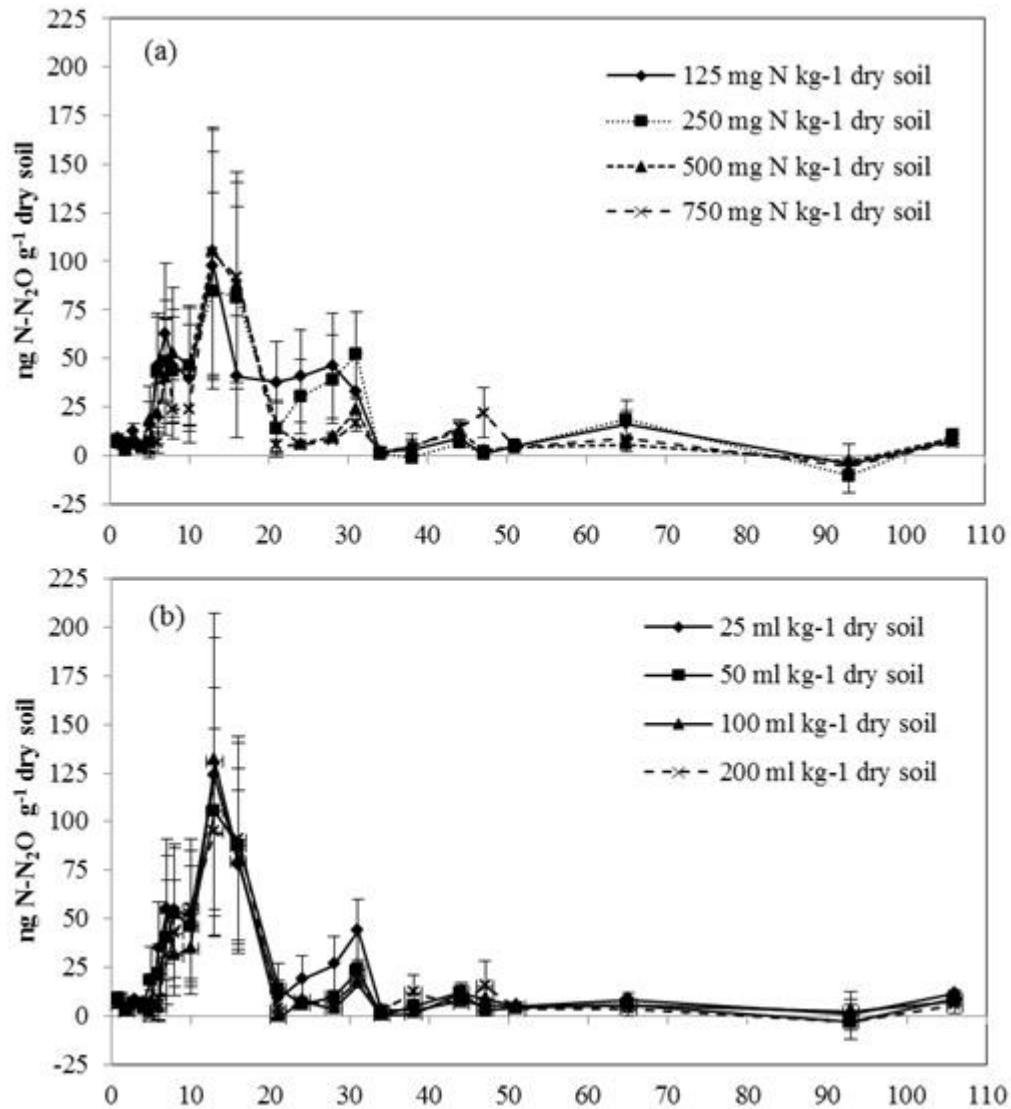 225
200
175
150
125
100
75
50
25
0
-25
ng N-N₂O g⁻¹ dry soil
(a)
125 mg N kg-1 dry soil
250 mg N kg-1 dry soil
500 mg N kg-1 dry soil
750 mg N kg-1 dry soil
0 10 20 30 40 50 60 70 80 90 100 110
225
200
175
150
125
100
75
50
25
0
-25
ng N-N₂O g⁻¹ dry soil
(b)
25 ml kg-1 dry soil
50 ml kg-1 dry soil
100 ml kg-1 dry soil
200 ml kg-1 dry soil
0 10 20 30 40 50 60 70 80 90 100 110